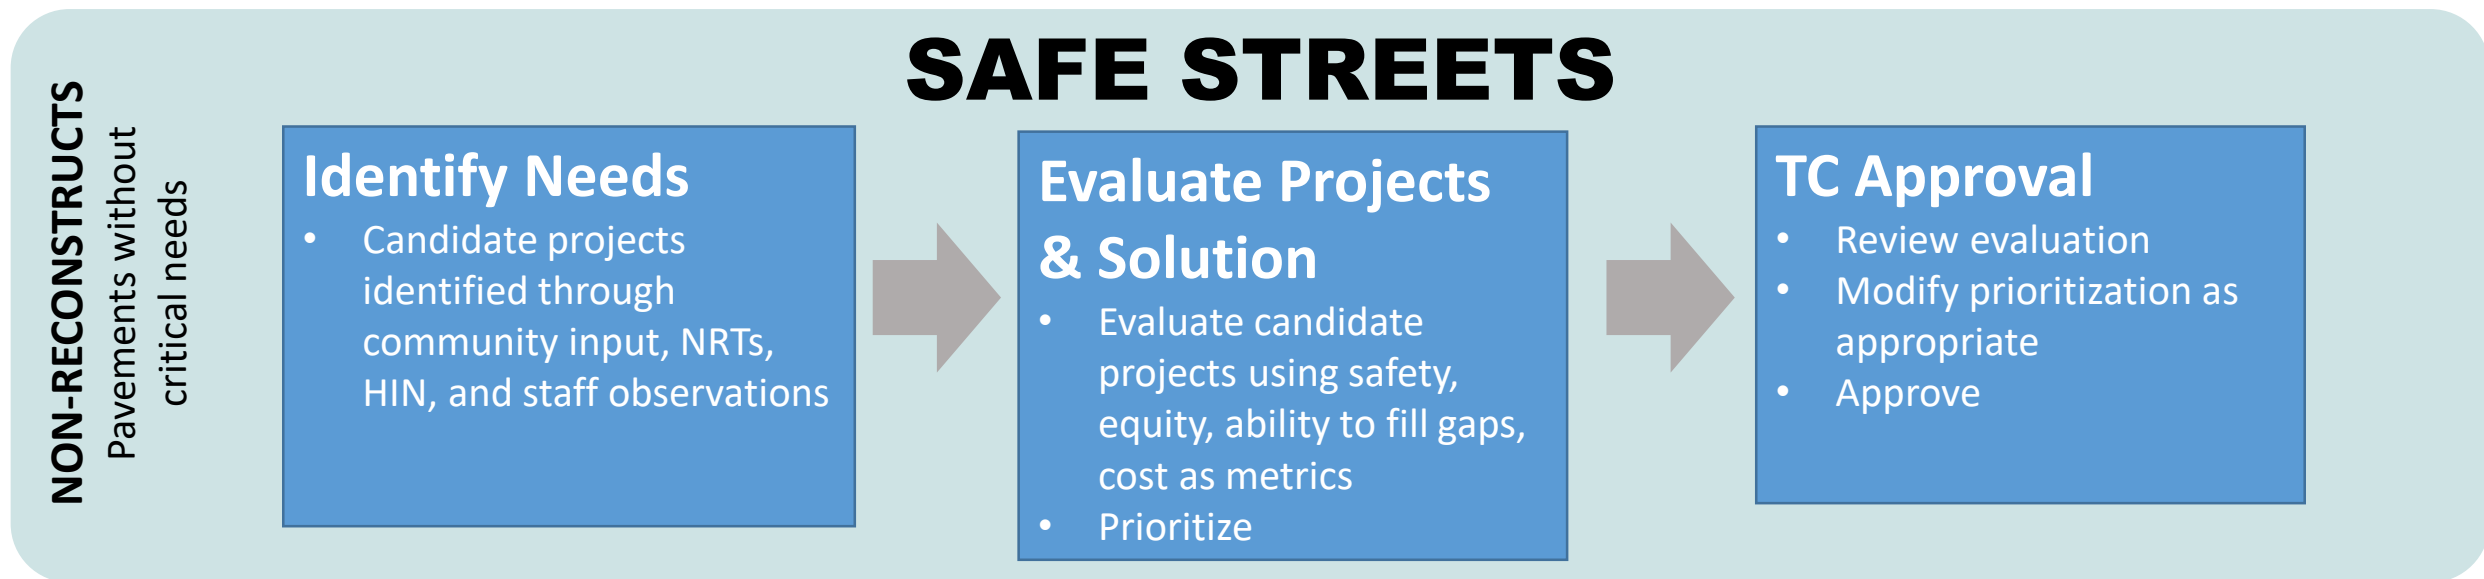 SAFE STREETS
NON-RECONSTRUCTS
Pavements without
critical needs
Identify Needs
• Candidate projects
identified through
community input, NRTs,
HIN, and staff observations
Evaluate Projects
& Solution
• Evaluate candidate
projects using safety,
equity, ability to fill gaps,
cost as metrics
• Prioritize
TC Approval
• Review evaluation
• Modify prioritization as
appropriate
• Approve